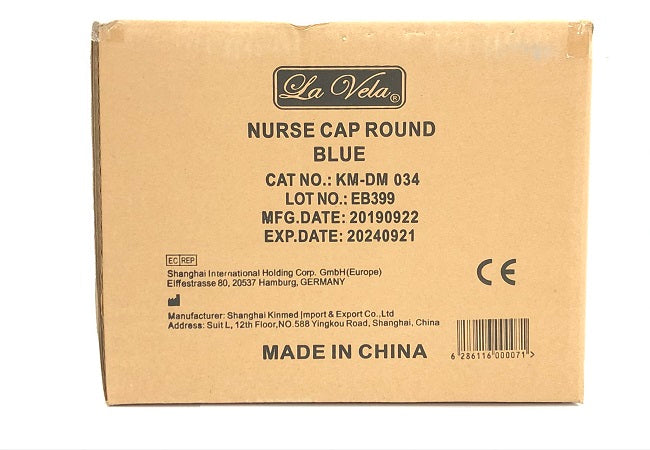 La Vela®
NURSE CAP ROUND
BLUE
CAT NO.: KM-DM 034
LOT NO.: EB399
MFG.DATE: 20190922
EXP.DATE: 20240921
EC REP
Shanghai International Holding Corp. GmbH(Europe)
Eiffestrasse 80, 20537 Hamburg, GERMANY
CE
Manufacturer: Shanghai Kinmed Import & Export Co.,Ltd
Address: Suit L, 12th Floor,NO.588 Yingkou Road, Shanghai, China
MADE IN CHINA
6 286116 000071 >